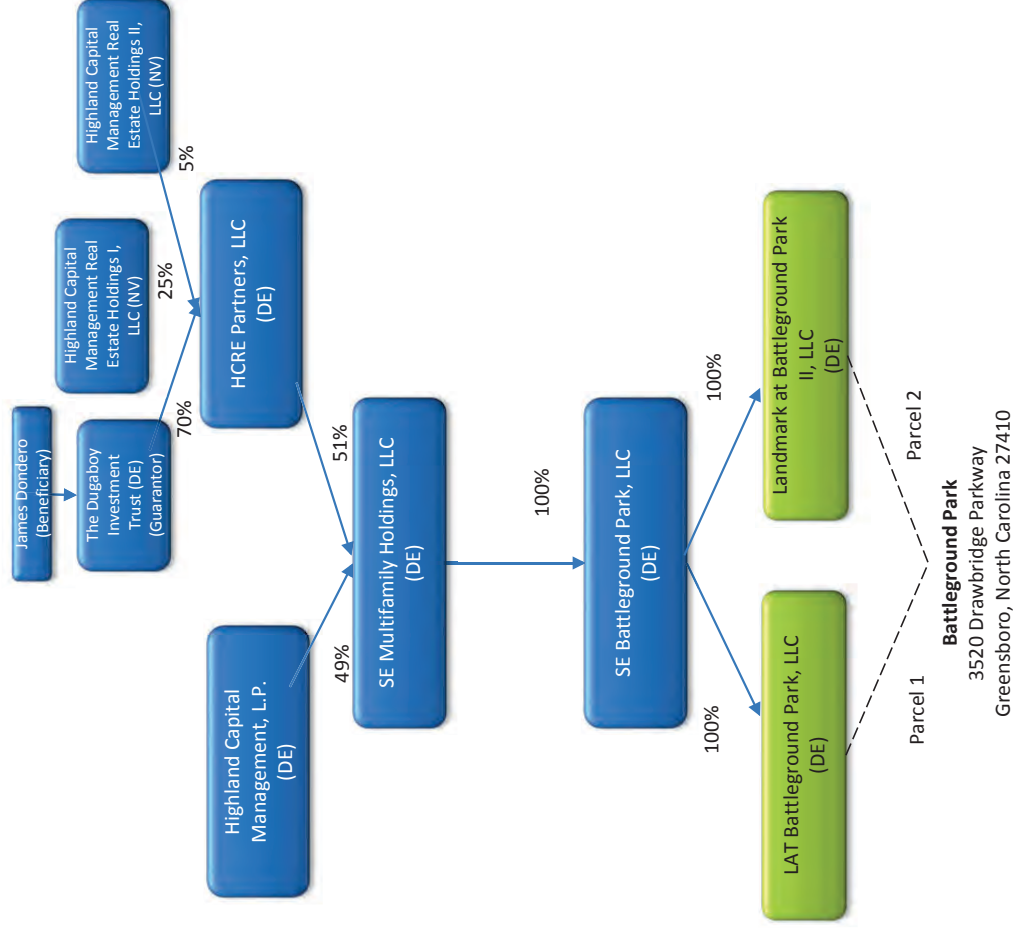 James Dondero
(Beneficiary)
The Dugaboy
Investment
Trust (DE)
(Guarantor)
Highland Capital
Management Real
Estate Holdings I,
LLC (NV)
Highland Capital
Management Real
Estate Holdings II,
LLC (NV)
70%
25%
5%
Highland Capital
Management, L.P.
(DE)
HCRE Partners, LLC
(DE)
49%
51%
SE Multifamily Holdings, LLC
(DE)
100%
SE Battleground Park, LLC
(DE)
100%
100%
LAT Battleground Park, LLC
(DE)
Landmark at Battleground Park
II, LLC
(DE)
Parcel 1
Parcel 2
Battleground Park
3520 Drawbridge Parkway
Greensboro, North Carolina 27410